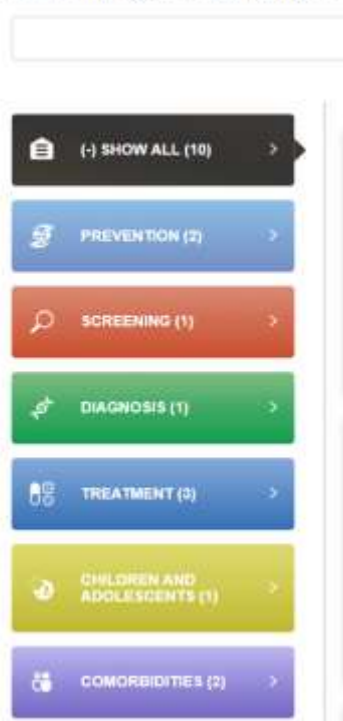 (-) SHOW ALL (10)
PREVENTION (2)
SCREENING (1)
DIAGNOSIS (1)
TREATMENT (3)
CHILDREN AND
ADOLESCENTS (1)
COMORBIDITIES (2)